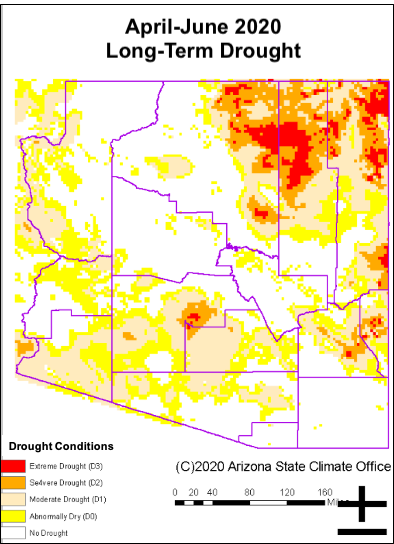 April-June 2020
Long-Term Drought
Drought Conditions
Extreme Drought (D3)
Se4vere Drought (D2)
Moderate Drought (D1)
Abnormally Dry (D0)
No Drought
(C)2020 Arizona State Climate Office
0 20 40 80 120 160